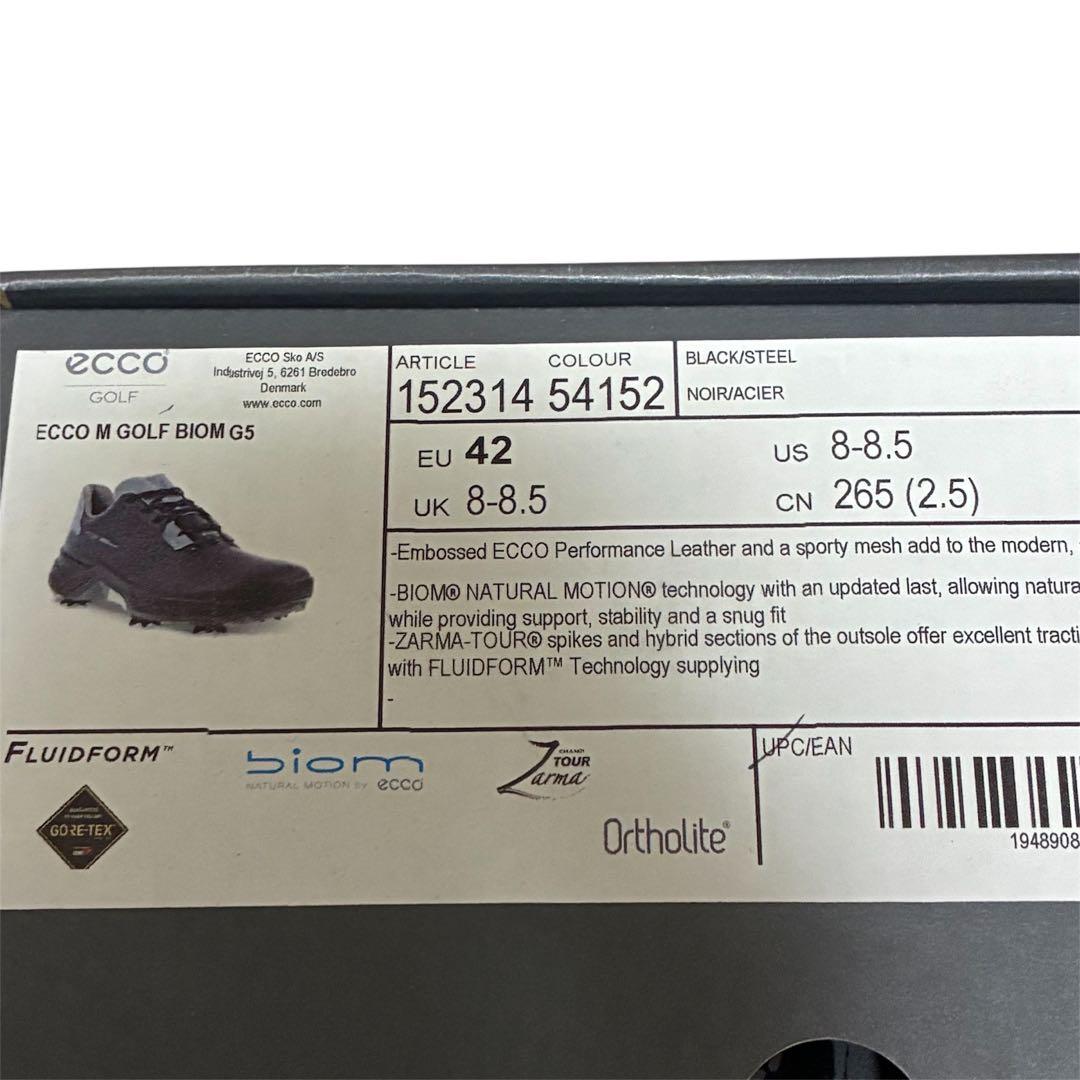 ecco
GOLF
ECCO Sko A/S
Industrivej 5, 6261 Bredebro
Denmark
www.ecco.com
ECCO M GOLF BIOM G5
ARTICLE COLOUR
152314 54152
BLACK/STEEL
NOIR/ACIER
EU 42
US 8-8.5
UK 8-8.5
CN 265 (2.5)
-Embossed ECCO Performance Leather and a sporty mesh add to the modern,
-BIOM® NATURAL MOTION® technology with an updated last, allowing natura
while providing support, stability and a snug fit
-ZARMA-TOUR® spikes and hybrid sections of the outsole offer excellent tracti
with FLUIDFORM™ Technology supplying
-
FLUIDFORM™
biom
NATURAL MOTION BY ecco
CHAMP
TOUR
Zarma
UPC/EAN
GORE-TEX
Ortholite®
1948908